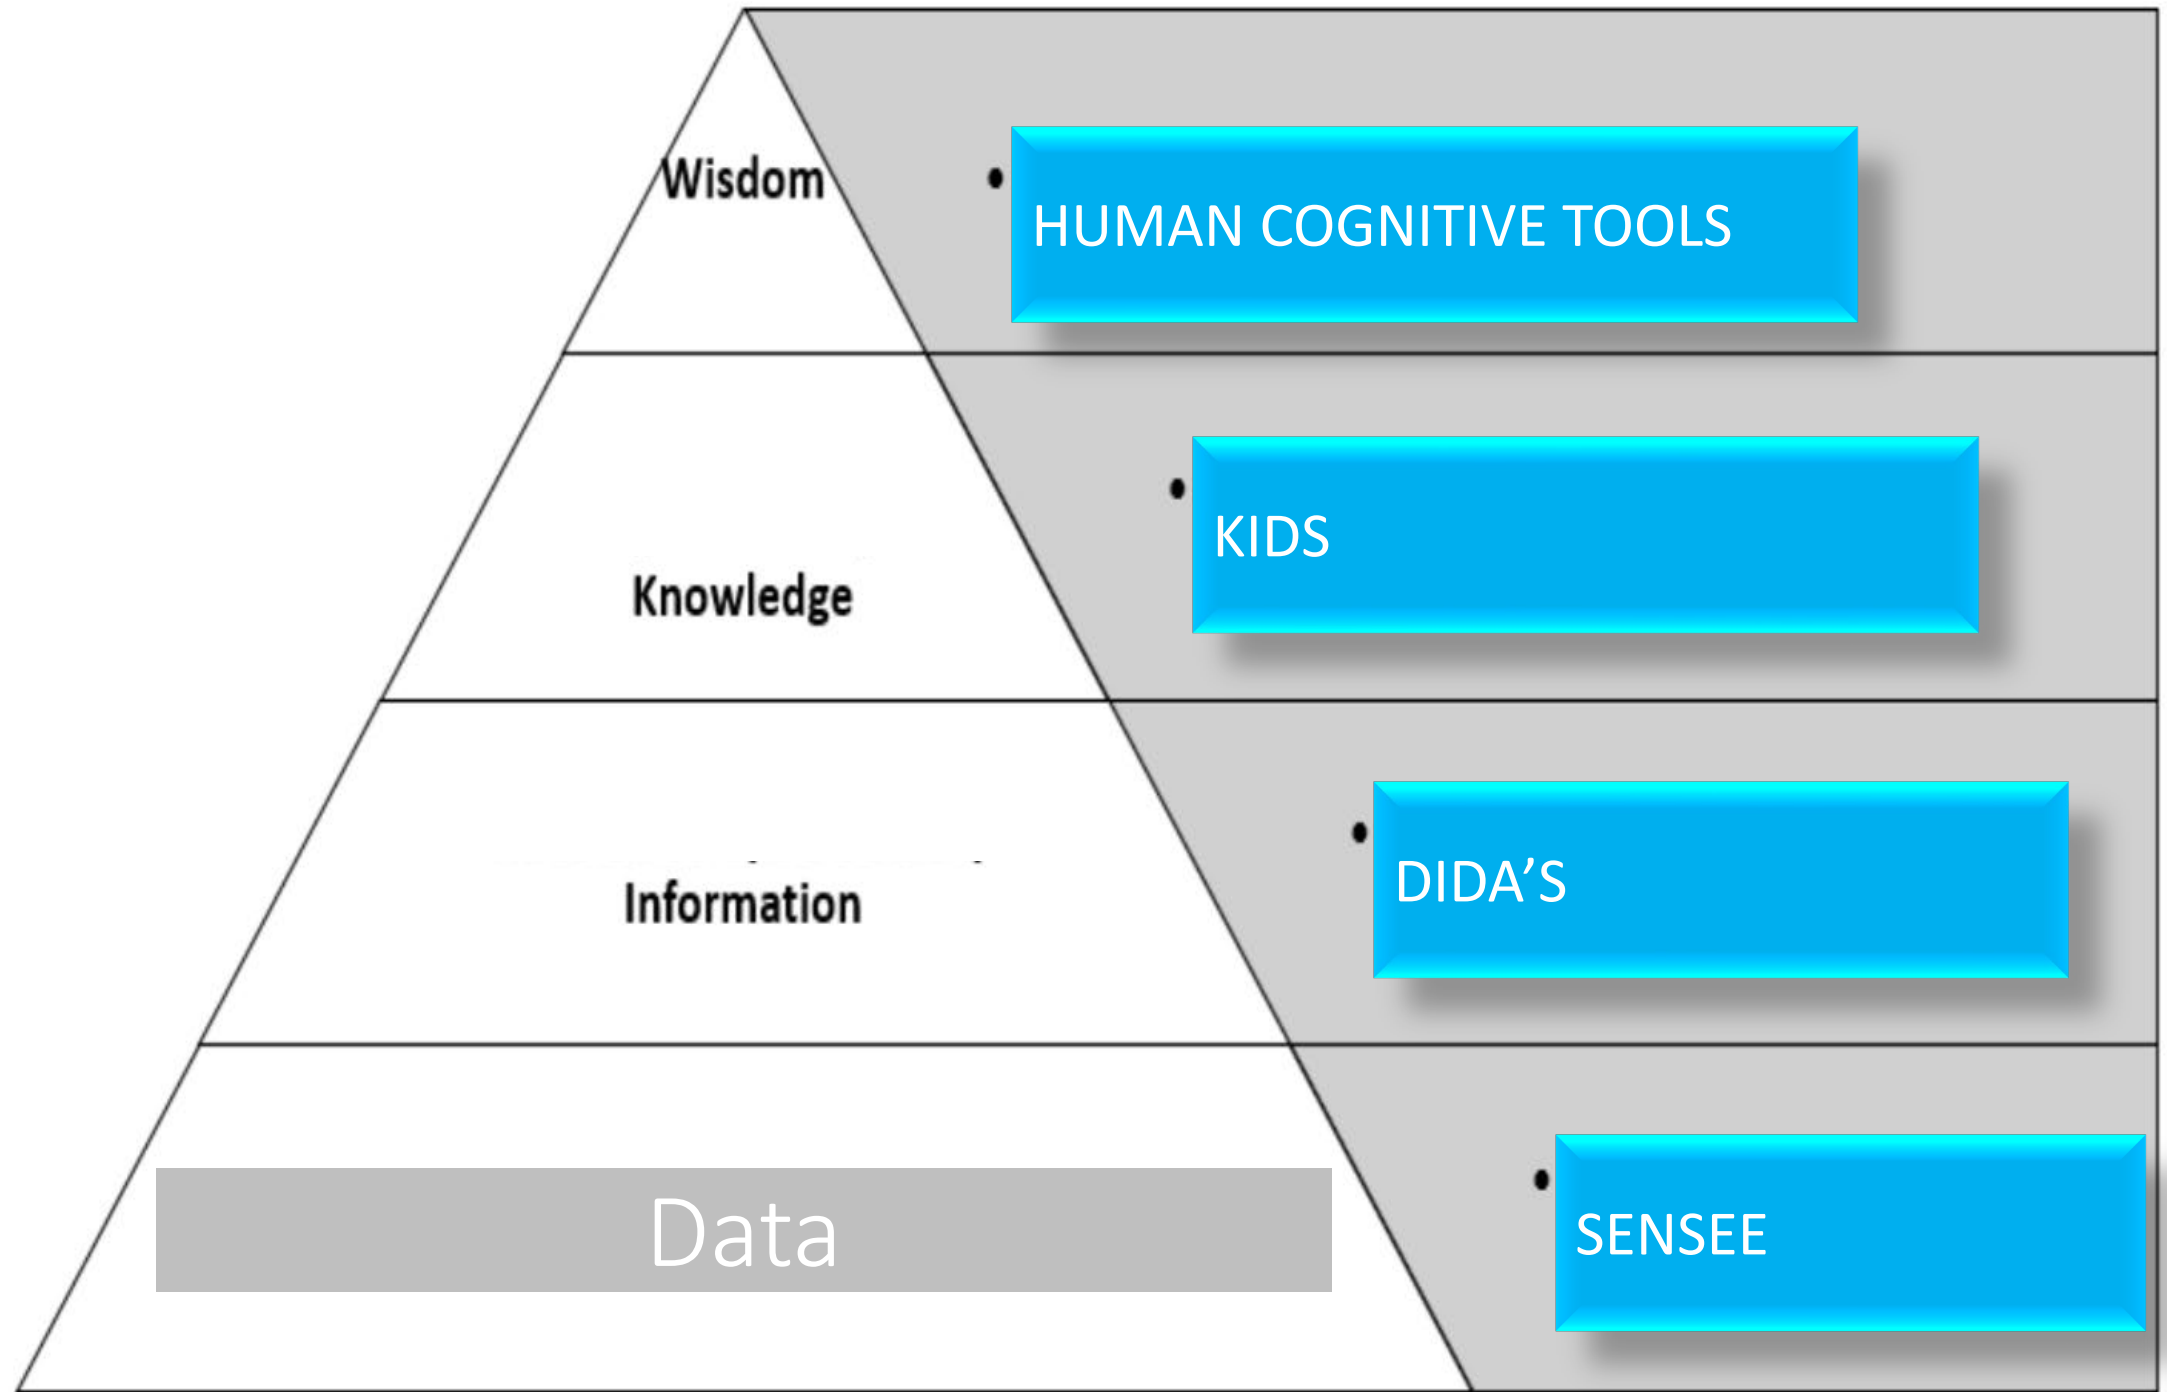 Wisdom
• HUMAN COGNITIVE TOOLS
Knowledge
• KIDS
Information
• DIDA’S
Data
• SENSEE